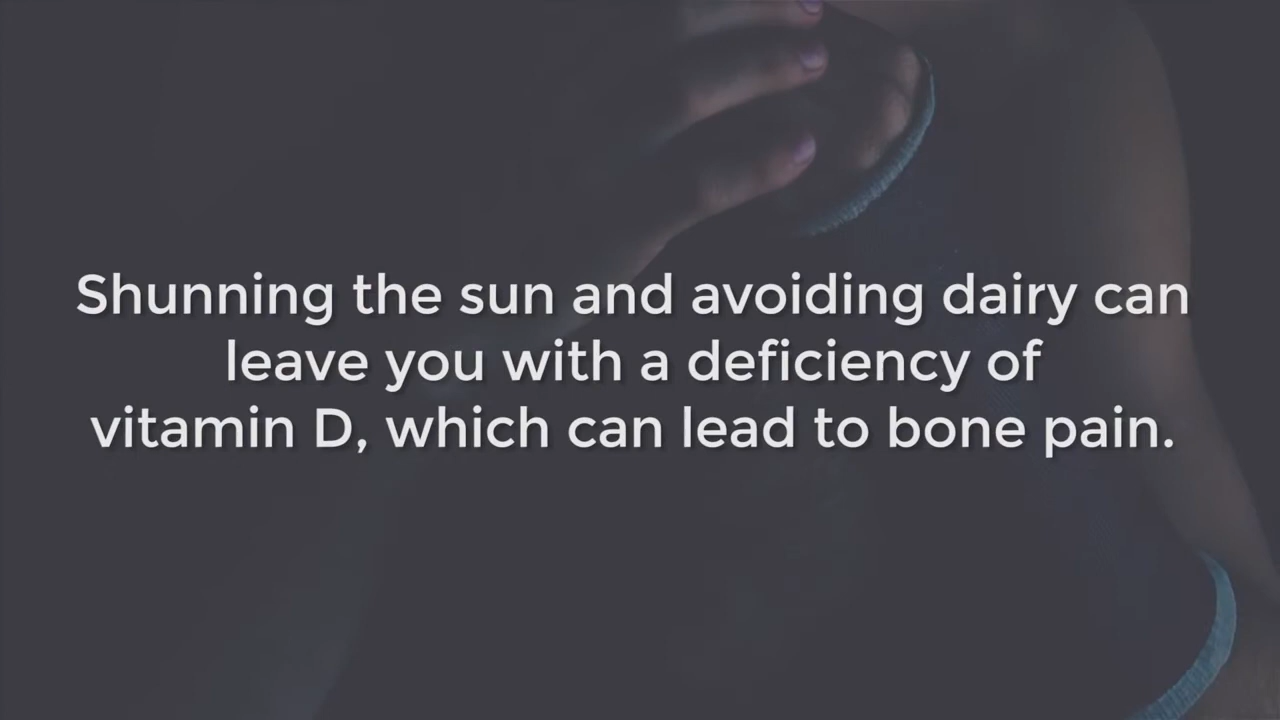 Shunning the sun and avoiding dairy can
leave you with a deficiency of
vitamin D, which can lead to bone pain.